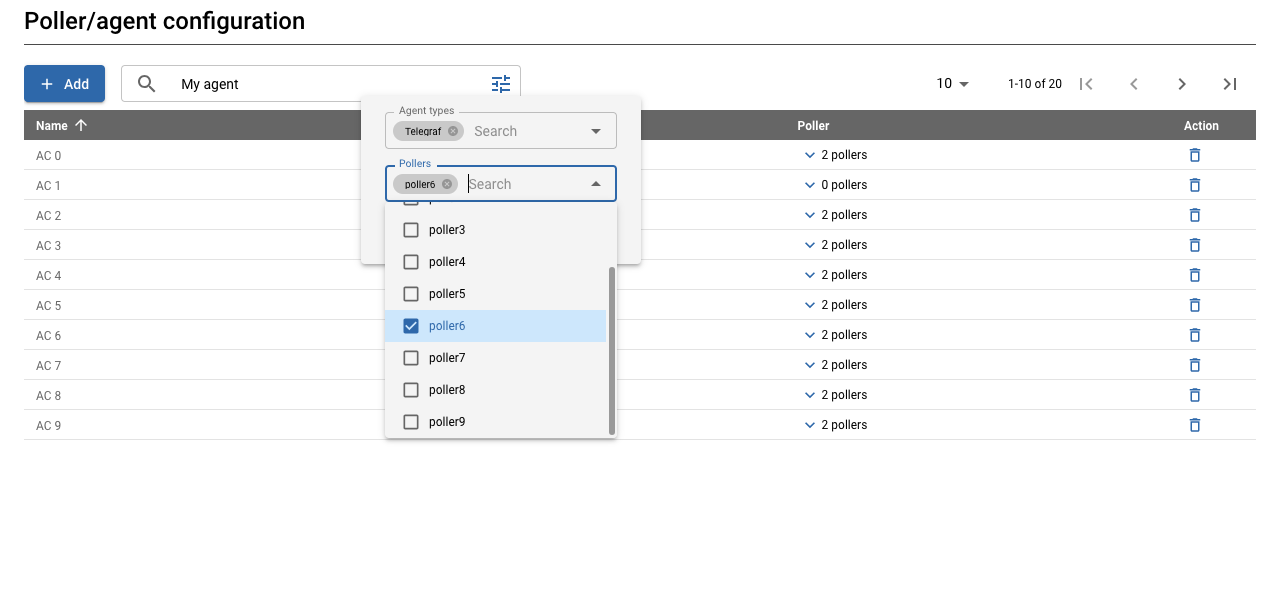 Poller/agent configuration
Add
My agent
10
1-10 of 20
Name
Poller
Action
Agent types
Telegraf
Search
Pollers
poller6
Search
poller3
poller4
poller5
poller6
poller7
poller8
poller9
AC 0
2 pollers
AC 1
0 pollers
AC 2
2 pollers
AC 3
2 pollers
AC 4
2 pollers
AC 5
2 pollers
AC 6
2 pollers
AC 7
2 pollers
AC 8
2 pollers
AC 9
2 pollers